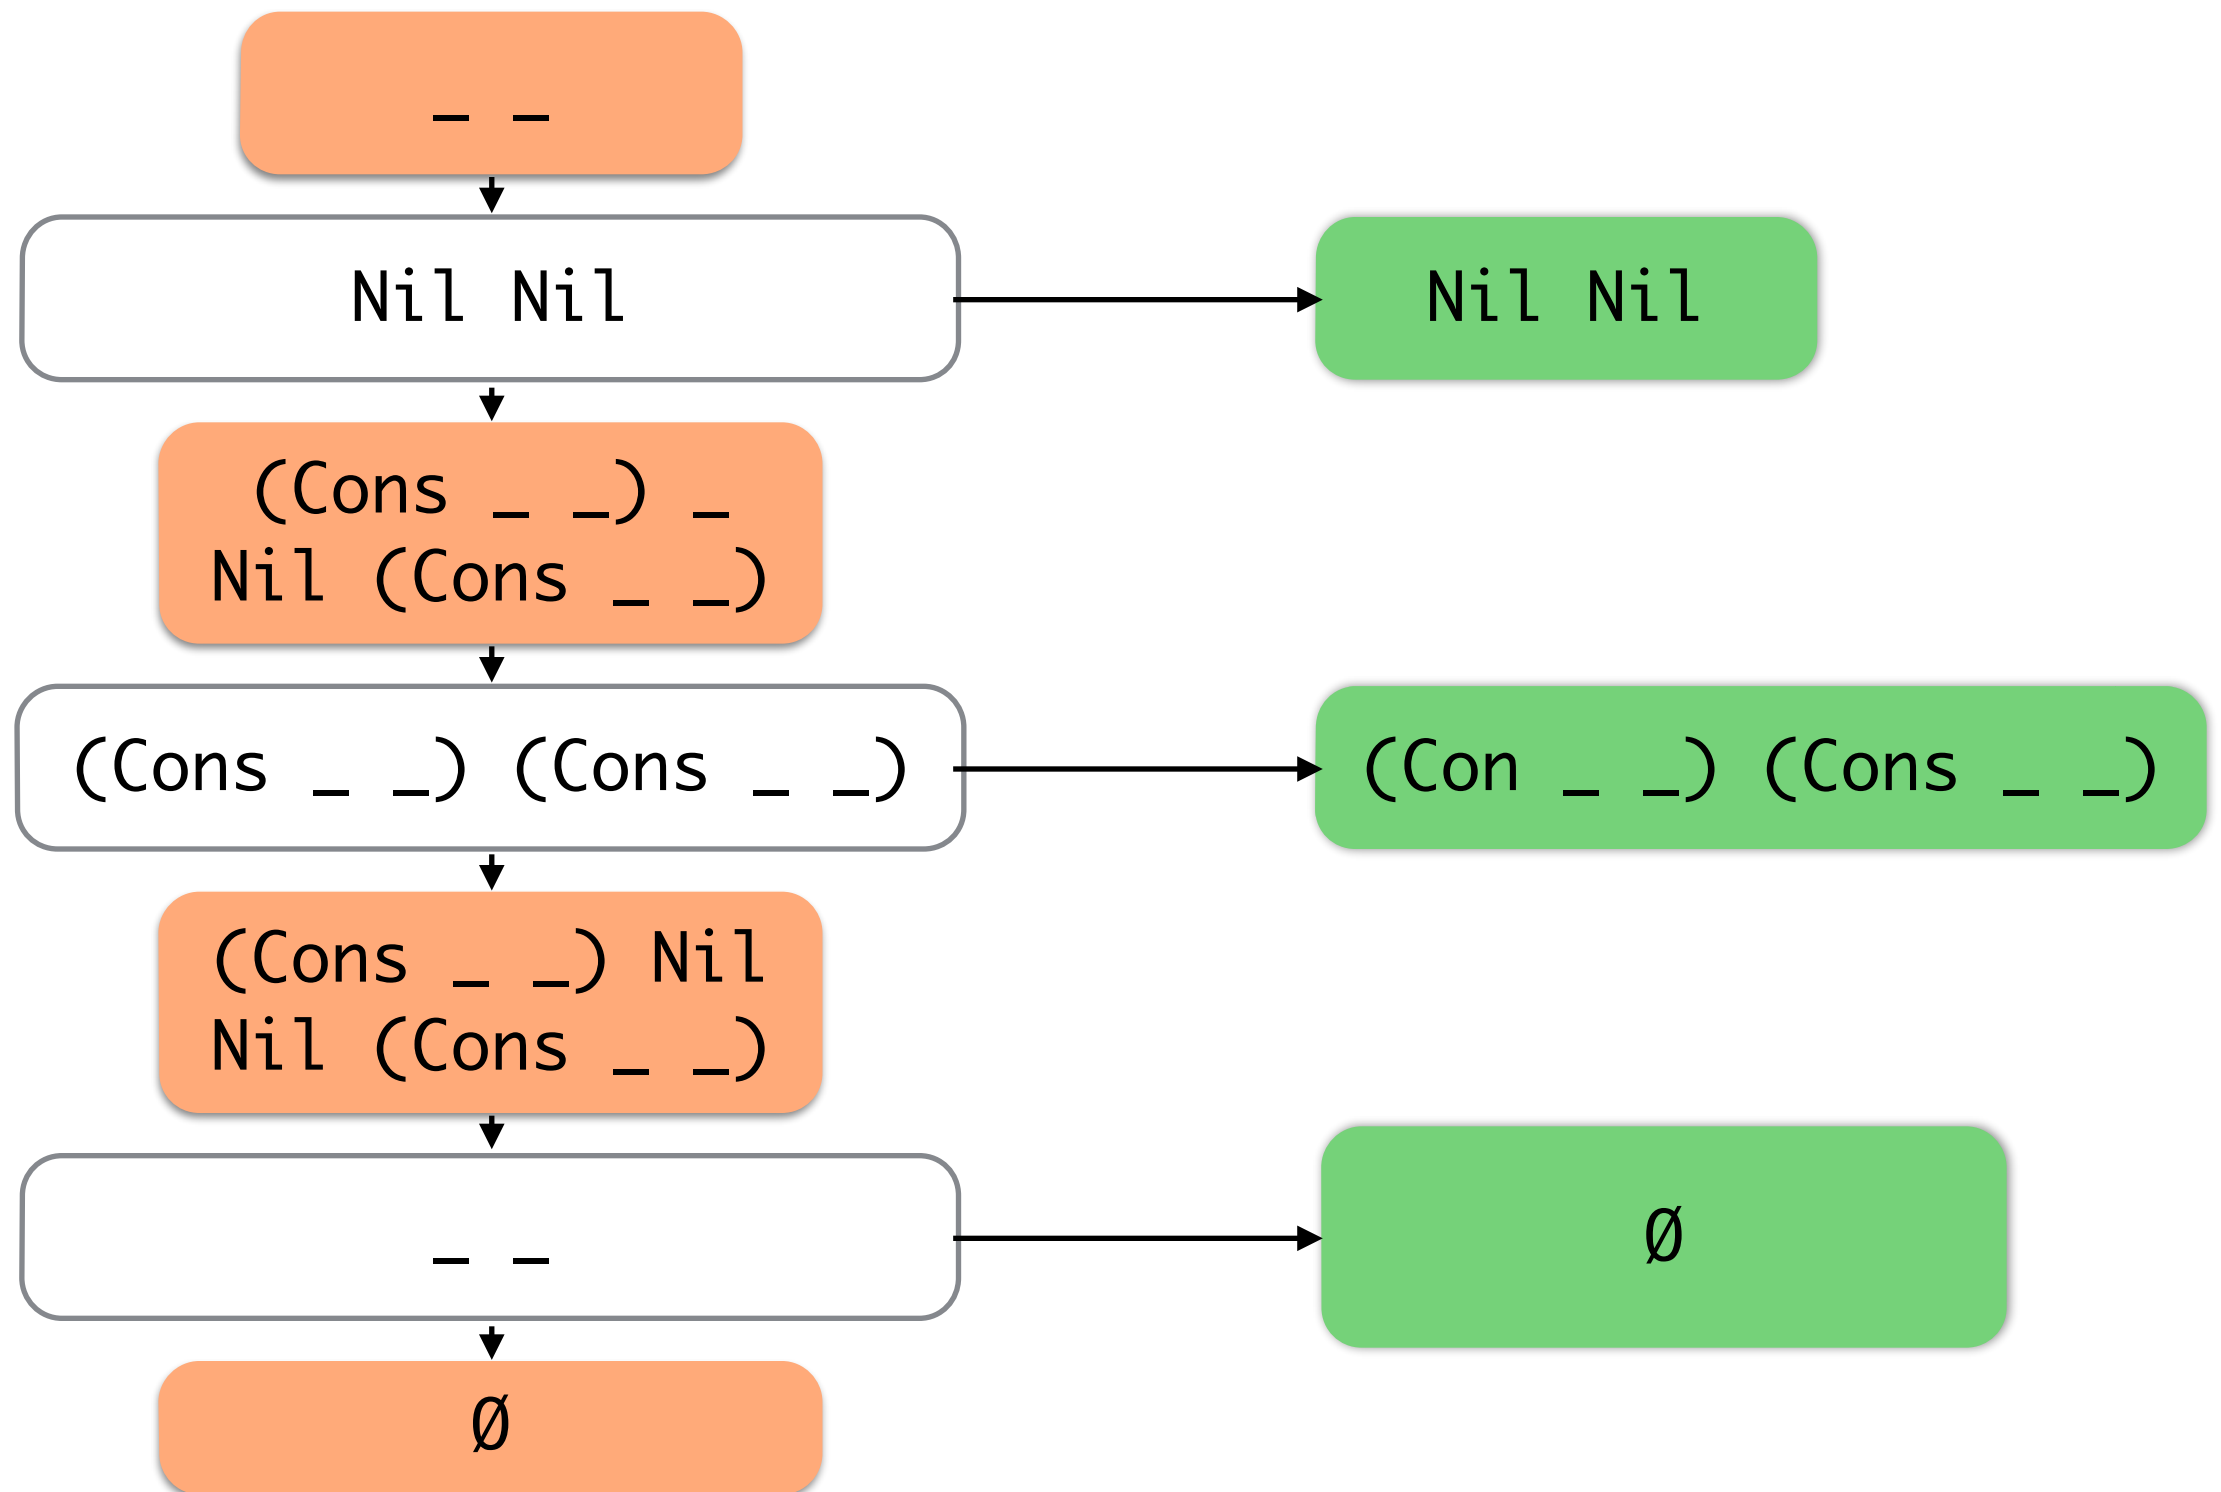 _ _
Nil Nil
Nil Nil
(Cons _ _) _
Nil (Cons _ _)
(Cons _ _) (Cons _ _)
(Con _ _) (Cons _ _)
(Cons _ _) Nil
Nil (Cons _ _)
_ _
Ø
Ø